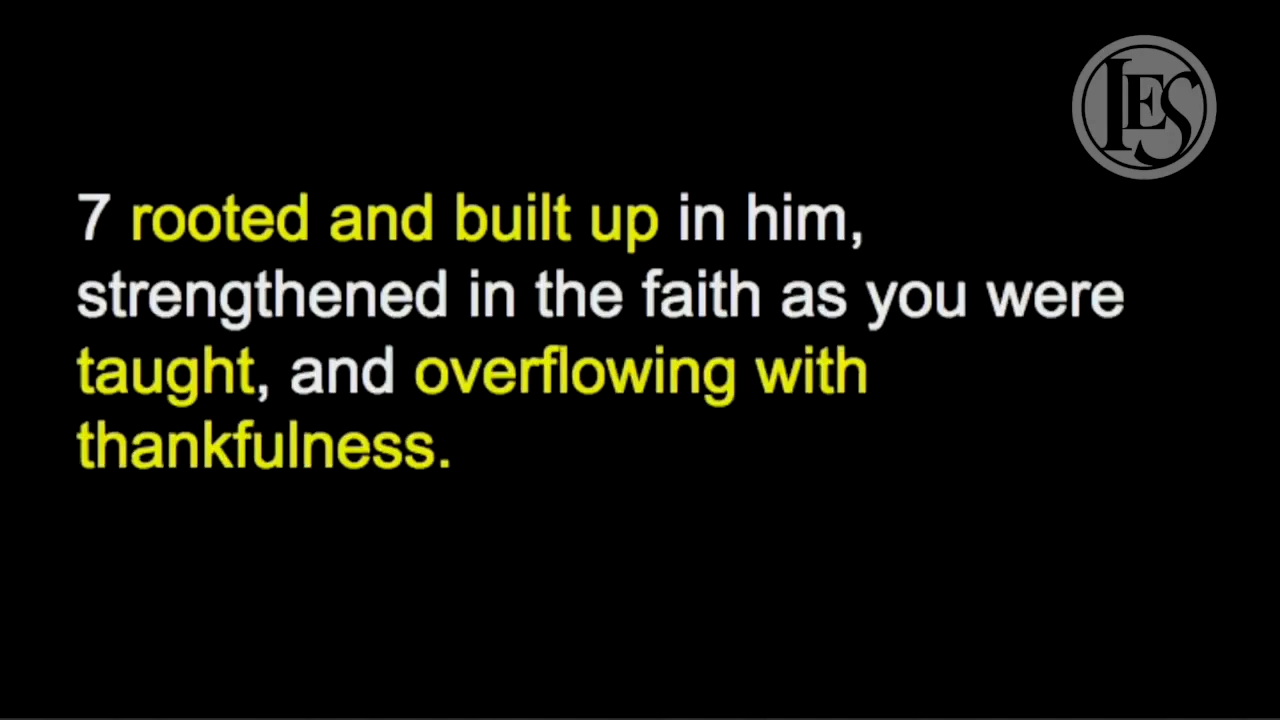 IES
7 rooted and built up in him,
strengthened in the faith as you were
taught, and overflowing with
thankfulness.